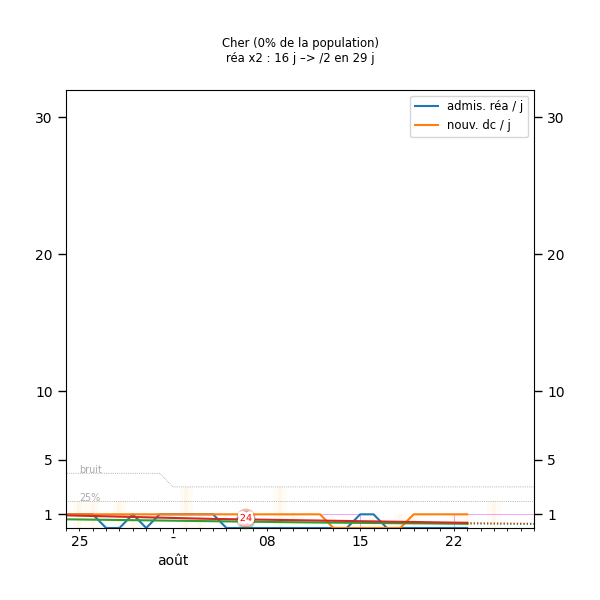 Cher (0% de la population)
réa x2 : 16 j –> /2 en 29 j
admis. réa / j
nouv. dc / j
30
30
20
20
10
10
5
5
bruit
25%
1
24
1
25
-
08
15
22
août